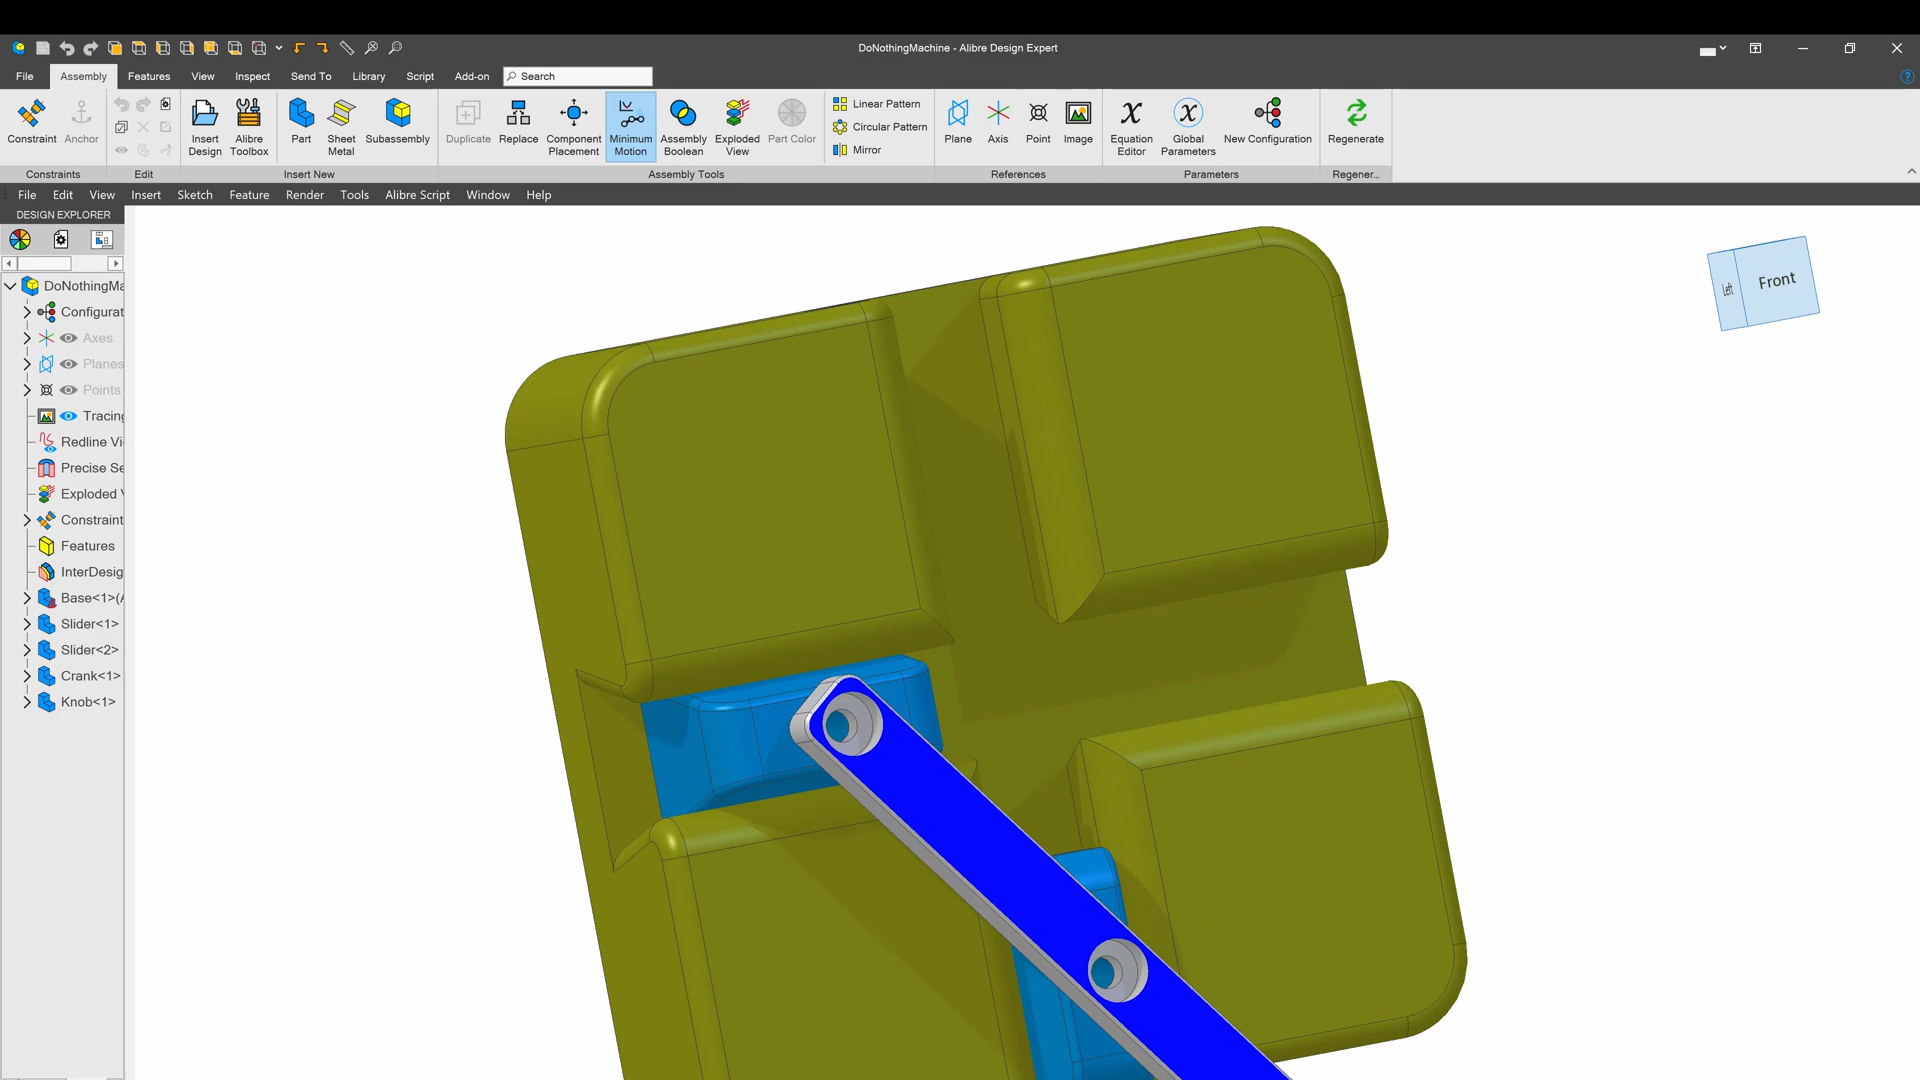 DoNothingMachine - Alibre Design Expert
File Assembly Features View Inspect Send To Library Script Add-on Search
Constraint Anchor Insert Design Alibre Toolbox Part Sheet Metal Subassembly Duplicate Replace Component Placement Minimum Motion Assembly Boolean Exploded View Part Color Linear Pattern Circular Pattern Mirror Plane Axis Point Image Equation Editor Global Parameters New Configuration Regenerate
Constraints Edit Insert New Assembly Tools References Parameters Regener...
File Edit View Insert Sketch Feature Render Tools Alibre Script Window Help
DESIGN EXPLORER
DoNothingMa
Configurat
Axes
Planes
Points
Tracing
Redline Vi
Precise Se
Exploded V
Constraint
Features
InterDesig
Base<1>(A
Slider<1>
Slider<2>
Crank<1>
Knob<1>
Left Front